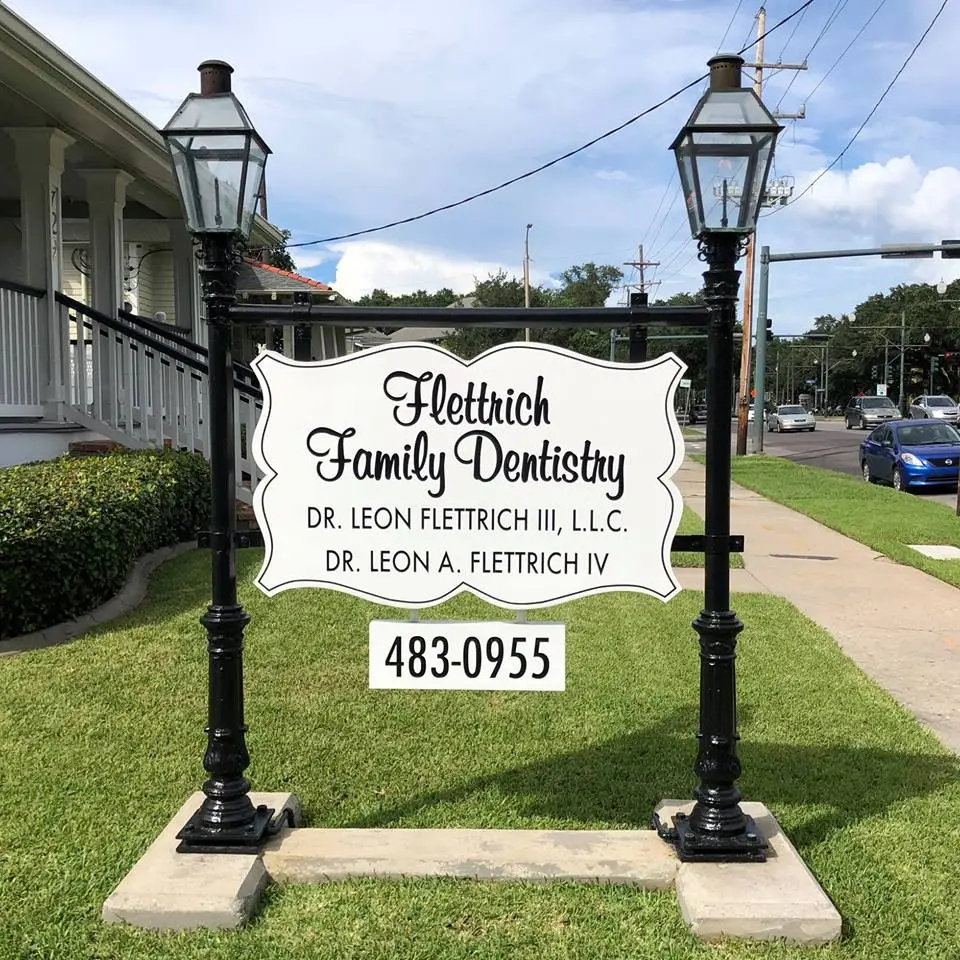 Flettrich
Family Dentistry
DR. LEON FLETTRICH III, L.L.C.
DR. LEON A. FLETTRICH IV
483-0955